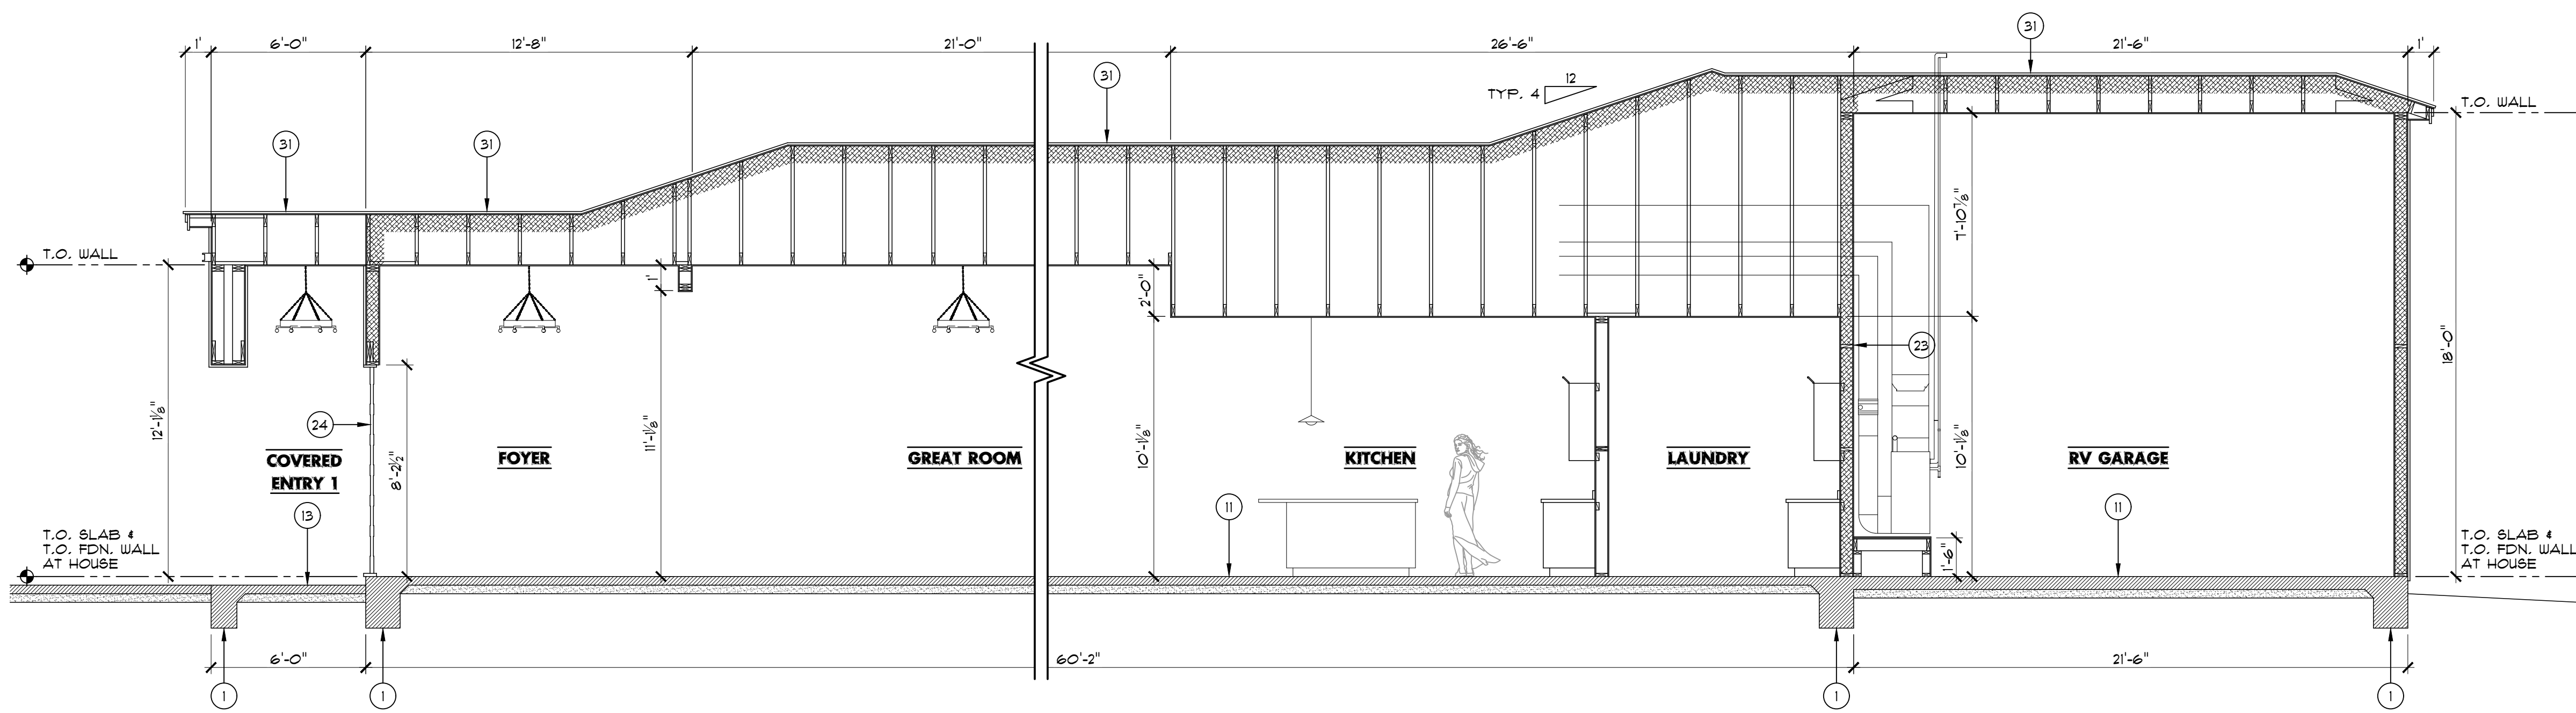 1'
6'-0"
12'-8"
21'-0"
26'-6"
21'-6"
1'
31
31
31
31
TYP. 4
12
T.O. WALL
T.O. WALL
1'
2'-0"
7'-10⅞"
12'-1⅛"
8'-2½"
11'-1⅛"
10'-1⅛"
10'-1⅛"
18'-0"
1'-6"
23
24
COVERED
ENTRY 1
FOYER
GREAT ROOM
KITCHEN
LAUNDRY
RV GARAGE
13
11
11
T.O. SLAB &
T.O. FDN. WALL
AT HOUSE
T.O. SLAB &
T.O. FDN. WALL
AT HOUSE
6'-0"
60'-2"
21'-6"
1
1
1
1